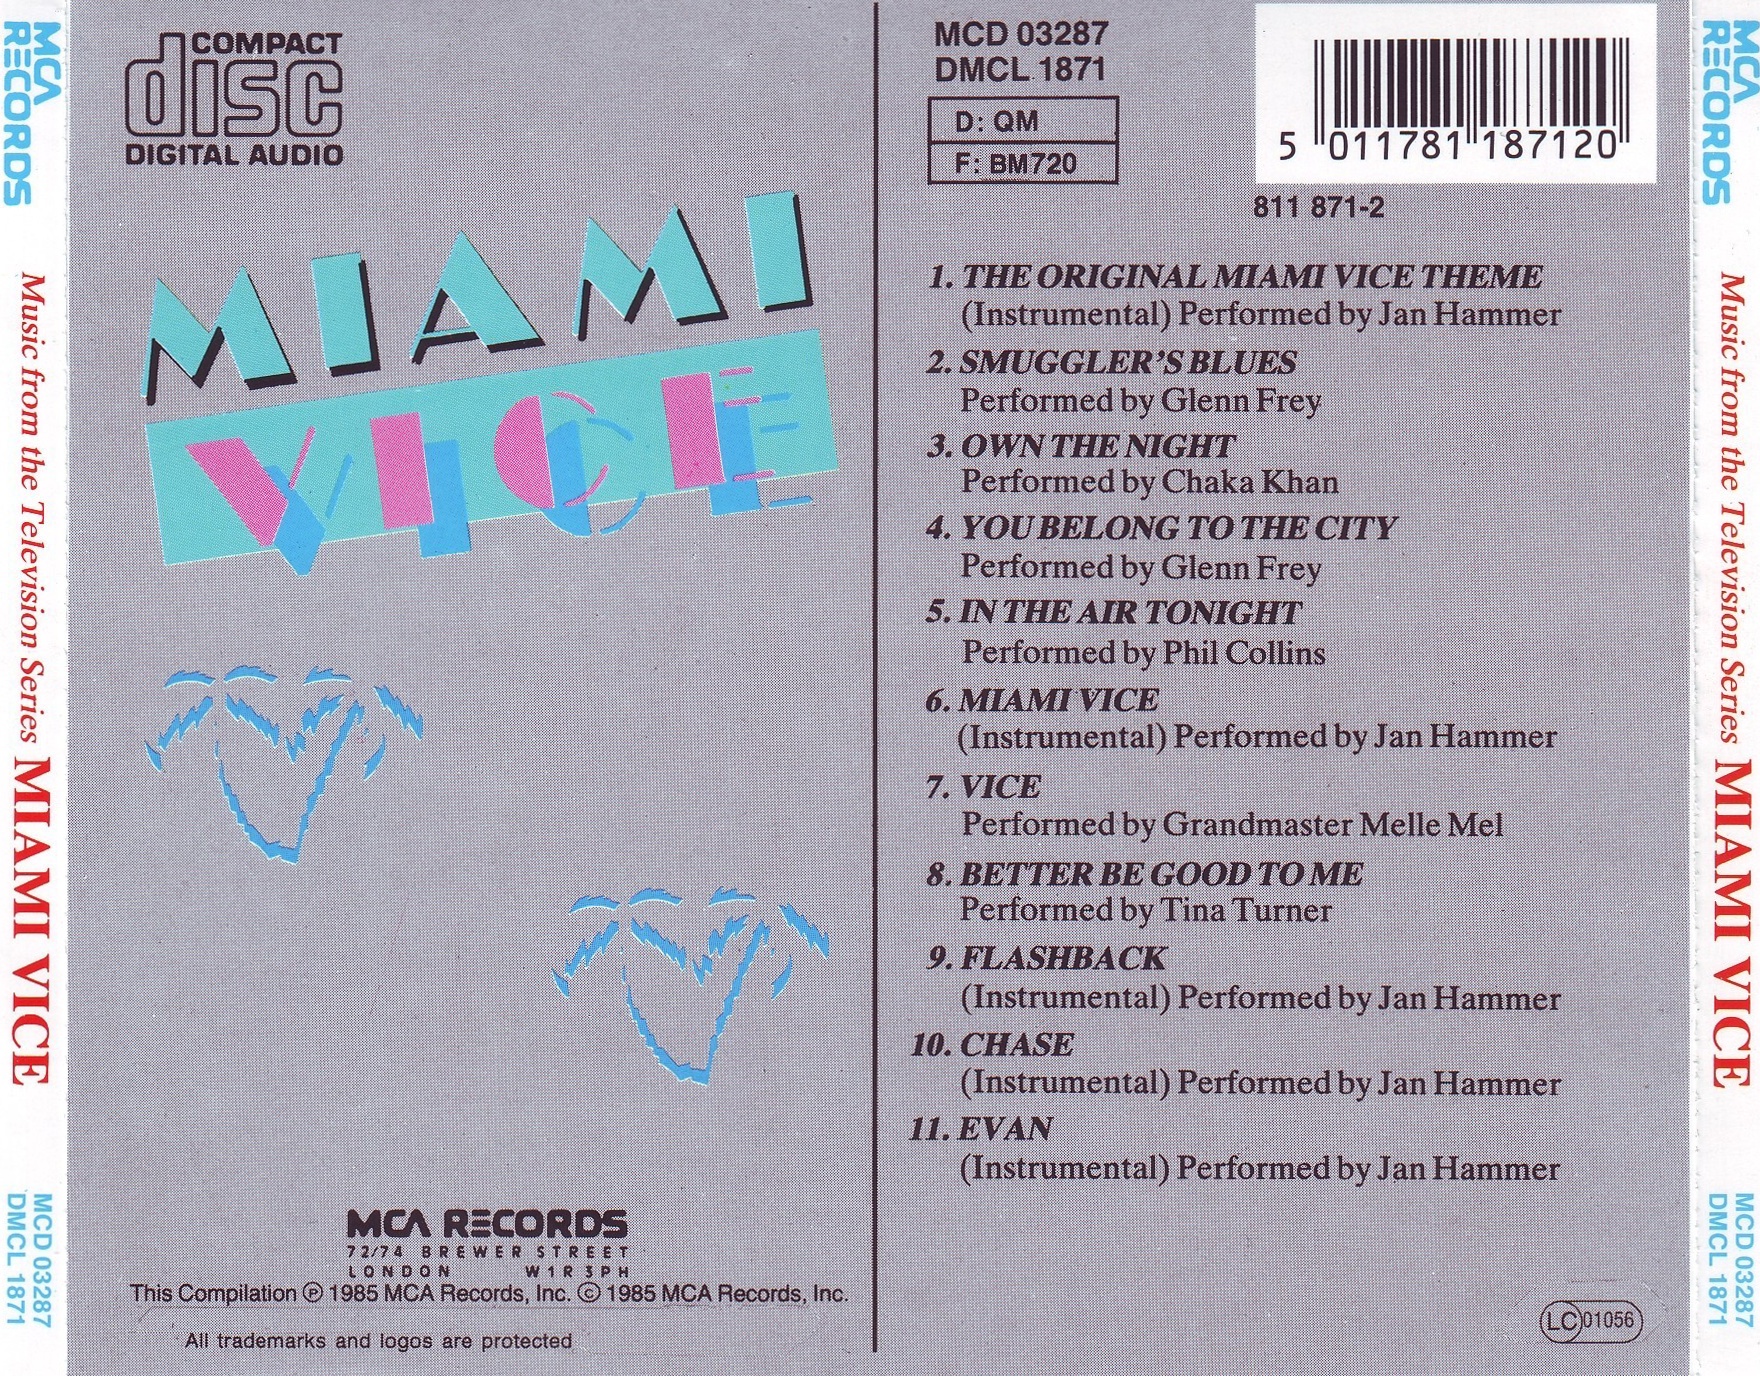 MCA
RECORDS
Music from the Television Series MIAMI VICE
MCD 03287
DMCL 1871
COMPACT
disc
DIGITAL AUDIO
MIAMI
VICE
MCA RECORDS
72/74 BREWER STREET
LONDON W1R 3PH
This Compilation ℗ 1985 MCA Records, Inc. © 1985 MCA Records, Inc.
All trademarks and logos are protected
MCD 03287
DMCL 1871
D: QM
F: BM720
5 011781 187120
811 871-2
1. THE ORIGINAL MIAMI VICE THEME
(Instrumental) Performed by Jan Hammer
2. SMUGGLER'S BLUES
Performed by Glenn Frey
3. OWN THE NIGHT
Performed by Chaka Khan
4. YOU BELONG TO THE CITY
Performed by Glenn Frey
5. IN THE AIR TONIGHT
Performed by Phil Collins
6. MIAMI VICE
(Instrumental) Performed by Jan Hammer
7. VICE
Performed by Grandmaster Melle Mel
8. BETTER BE GOOD TO ME
Performed by Tina Turner
9. FLASHBACK
(Instrumental) Performed by Jan Hammer
10. CHASE
(Instrumental) Performed by Jan Hammer
11. EVAN
(Instrumental) Performed by Jan Hammer
LC 01056
MCA
RECORDS
Music from the Television Series MIAMI VICE
MCD 03287
DMCL 1871